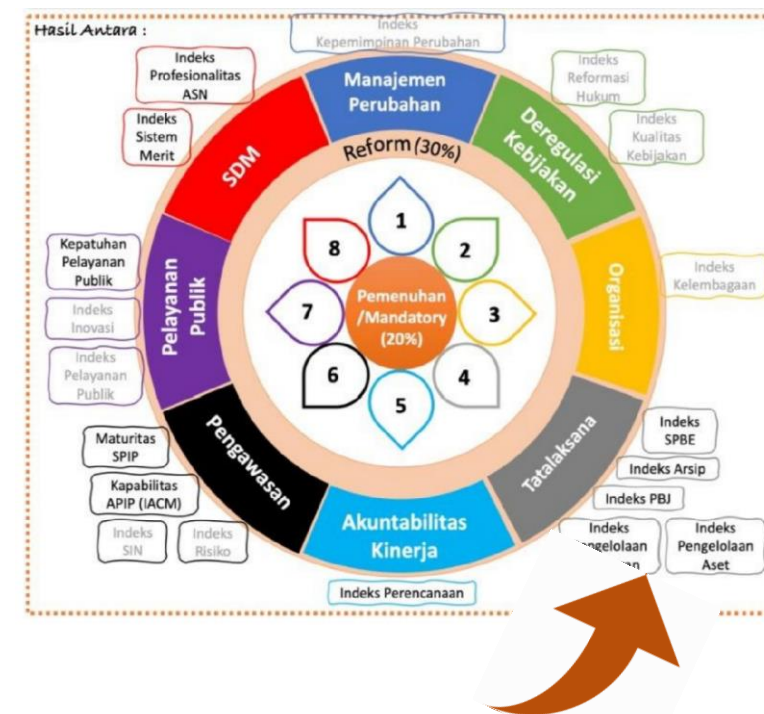 Hasil Antara :
Indeks
Kepemimpinan Perubahan
Indeks
Profesionalitas
ASN
Indeks
Sistem
Merit
Manajemen
Perubahan
Indeks
Reformasi
Hukum
Indeks
Kualitas
Kebijakan
Deregulasi
Kebijakan
SDM
Reform (30%)
Kepatuhan
Pelayanan
Publik
Indeks
Inovasi
Indeks
Pelayanan
Publik
Pelayanan
Publik
1
2
3
4
5
6
7
8
Pemenuhan
/Mandatory
(20%)
Organisasi
Indeks
Kelembagaan
Maturitas
SPIP
Kapabilitas
APIP (IACM)
Indeks
SIN
Indeks
Risiko
Pengawasan
Akuntabilitas
Kinerja
Indeks Perencanaan
Tatalaksana
Indeks
SPBE
Indeks Arsip
Indeks PBJ
Indeks
Indeks
Pengelolaan
Aset